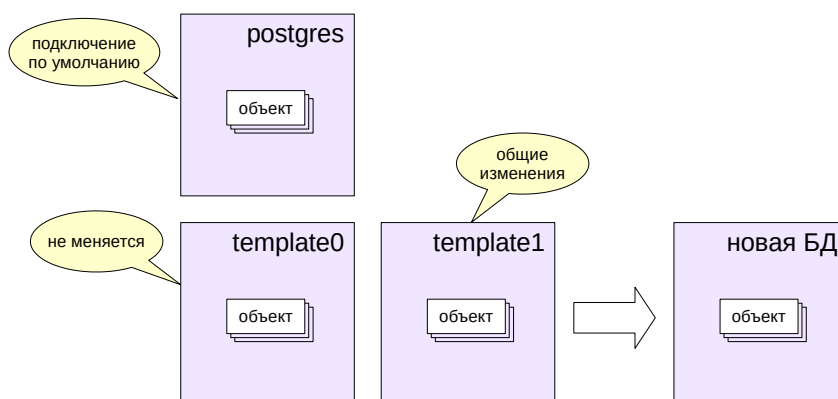 postgres
подключение
по умолчанию
объект
общие
изменения
не меняется
template0
template1
новая БД
объект
объект
объект